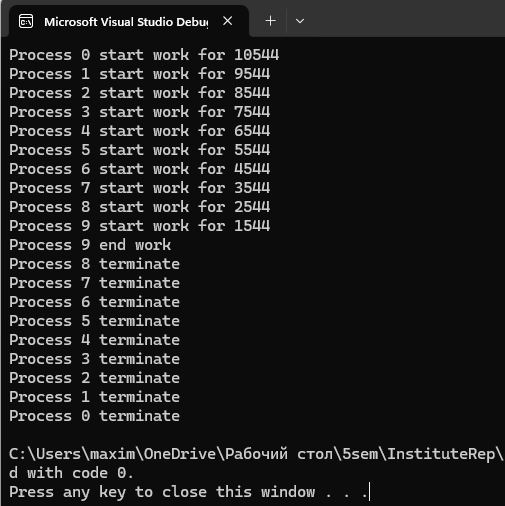 Microsoft Visual Studio Debug
Process 0 start work for 10544
Process 1 start work for 9544
Process 2 start work for 8544
Process 3 start work for 7544
Process 4 start work for 6544
Process 5 start work for 5544
Process 6 start work for 4544
Process 7 start work for 3544
Process 8 start work for 2544
Process 9 start work for 1544
Process 9 end work
Process 8 terminate
Process 7 terminate
Process 6 terminate
Process 5 terminate
Process 4 terminate
Process 3 terminate
Process 2 terminate
Process 1 terminate
Process 0 terminate
C:\Users\maxim\OneDrive\Рабочий стол\5sem\InstituteRep\
d with code 0.
Press any key to close this window . . .